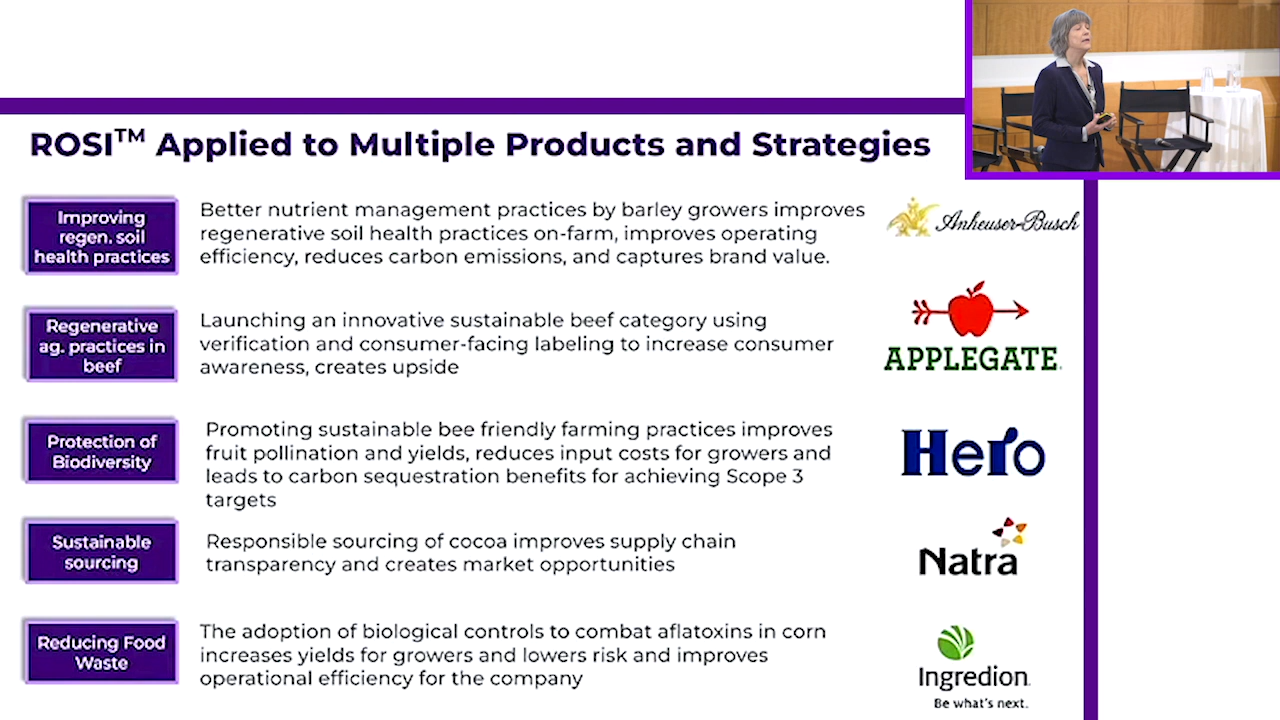 ROSI™ Applied to Multiple Products and Strategies
Improving
regen. soil
health practices
Better nutrient management practices by barley growers improves
regenerative soil health practices on-farm, improves operating
efficiency, reduces carbon emissions, and captures brand value.
Anheuser-Busch
Regenerative
ag. practices in
beef
Launching an innovative sustainable beef category using
verification and consumer-facing labeling to increase consumer
awareness, creates upside
APPLEGATE
Protection of
Biodiversity
Promoting sustainable bee friendly farming practices improves
fruit pollination and yields, reduces input costs for growers and
leads to carbon sequestration benefits for achieving Scope 3
targets
Hero
Sustainable
sourcing
Responsible sourcing of cocoa improves supply chain
transparency and creates market opportunities
Natra
Reducing Food
Waste
The adoption of biological controls to combat aflatoxins in corn
increases yields for growers and lowers risk and improves
operational efficiency for the company
Ingredion
Be what's next.